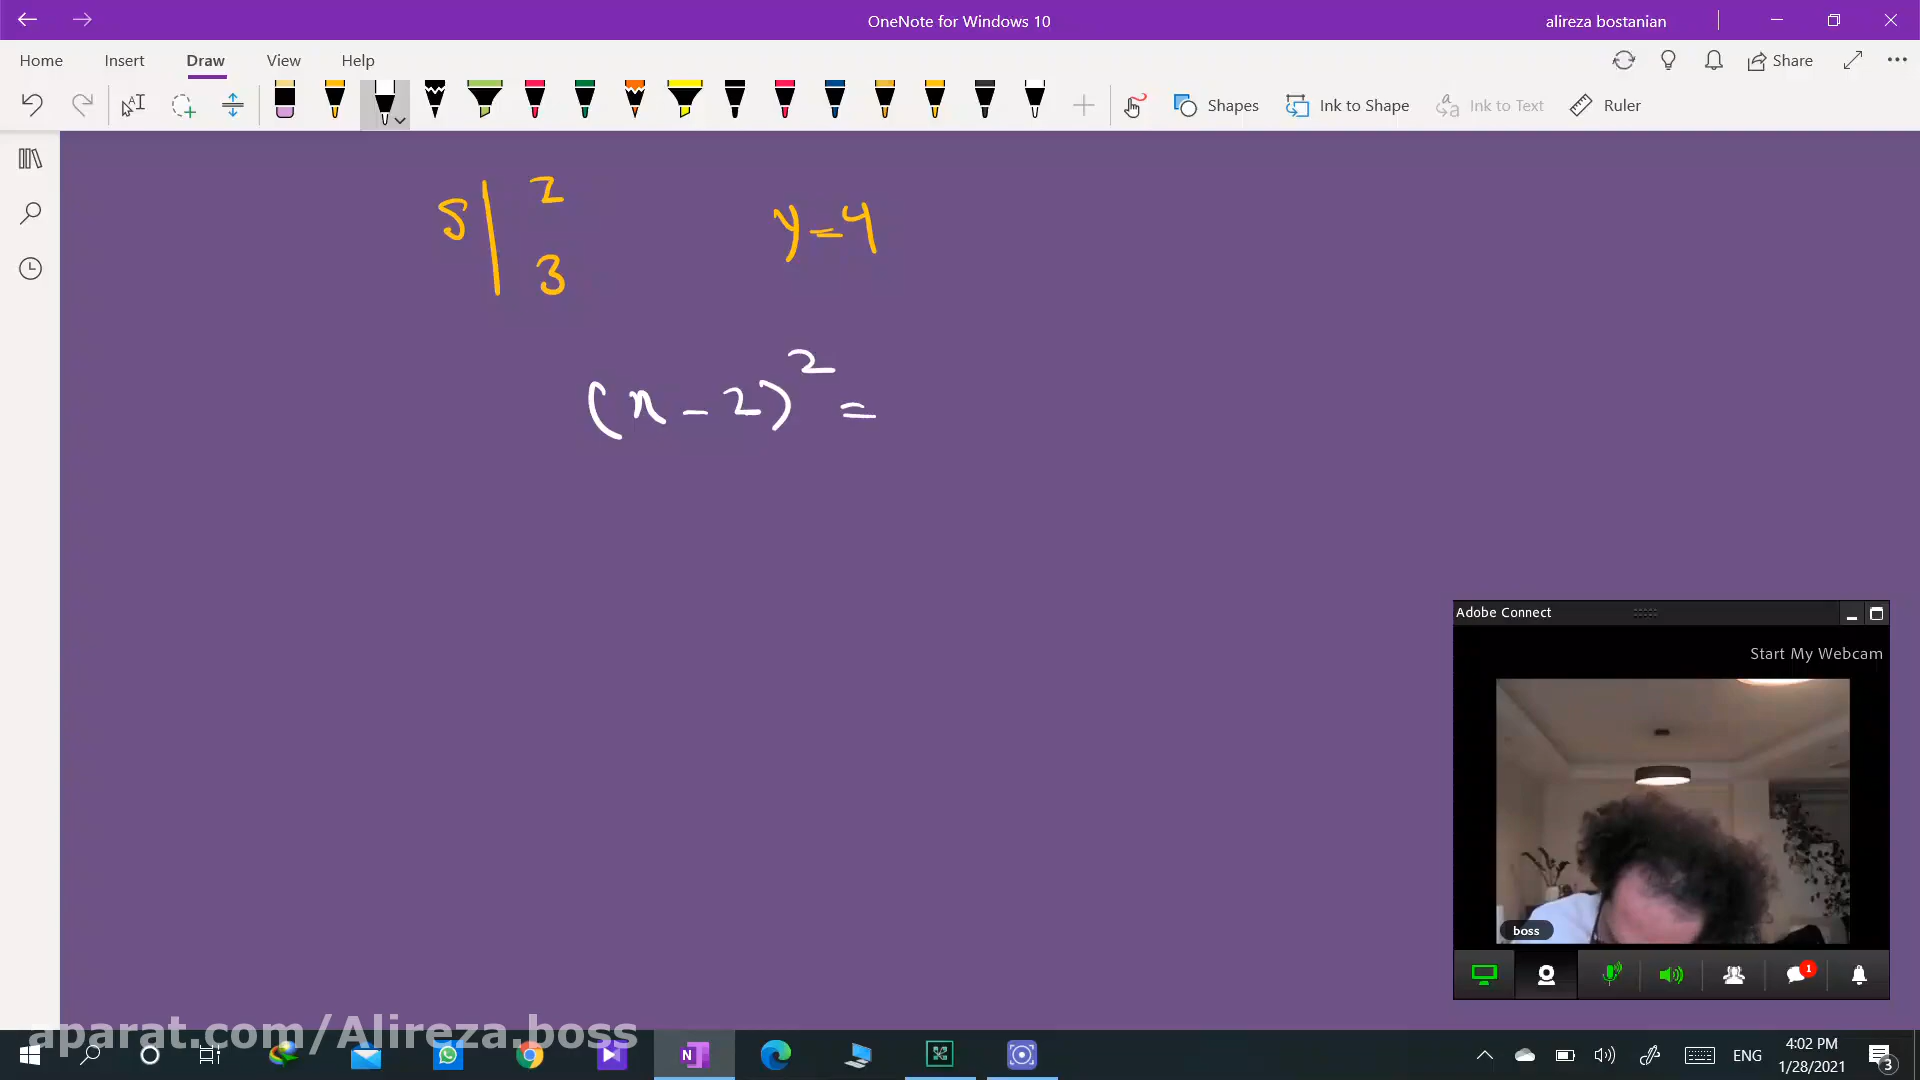 OneNote for Windows 10
alireza bostanian
Home Insert Draw View Help
Share
Shapes Ink to Shape Ink to Text Ruler
S | 2
3
y=4
(x-2)^2 =
Adobe Connect
Start My Webcam
boss
1
aparat.com/Alireza.boss
ENG
4:02 PM
1/28/2021
3